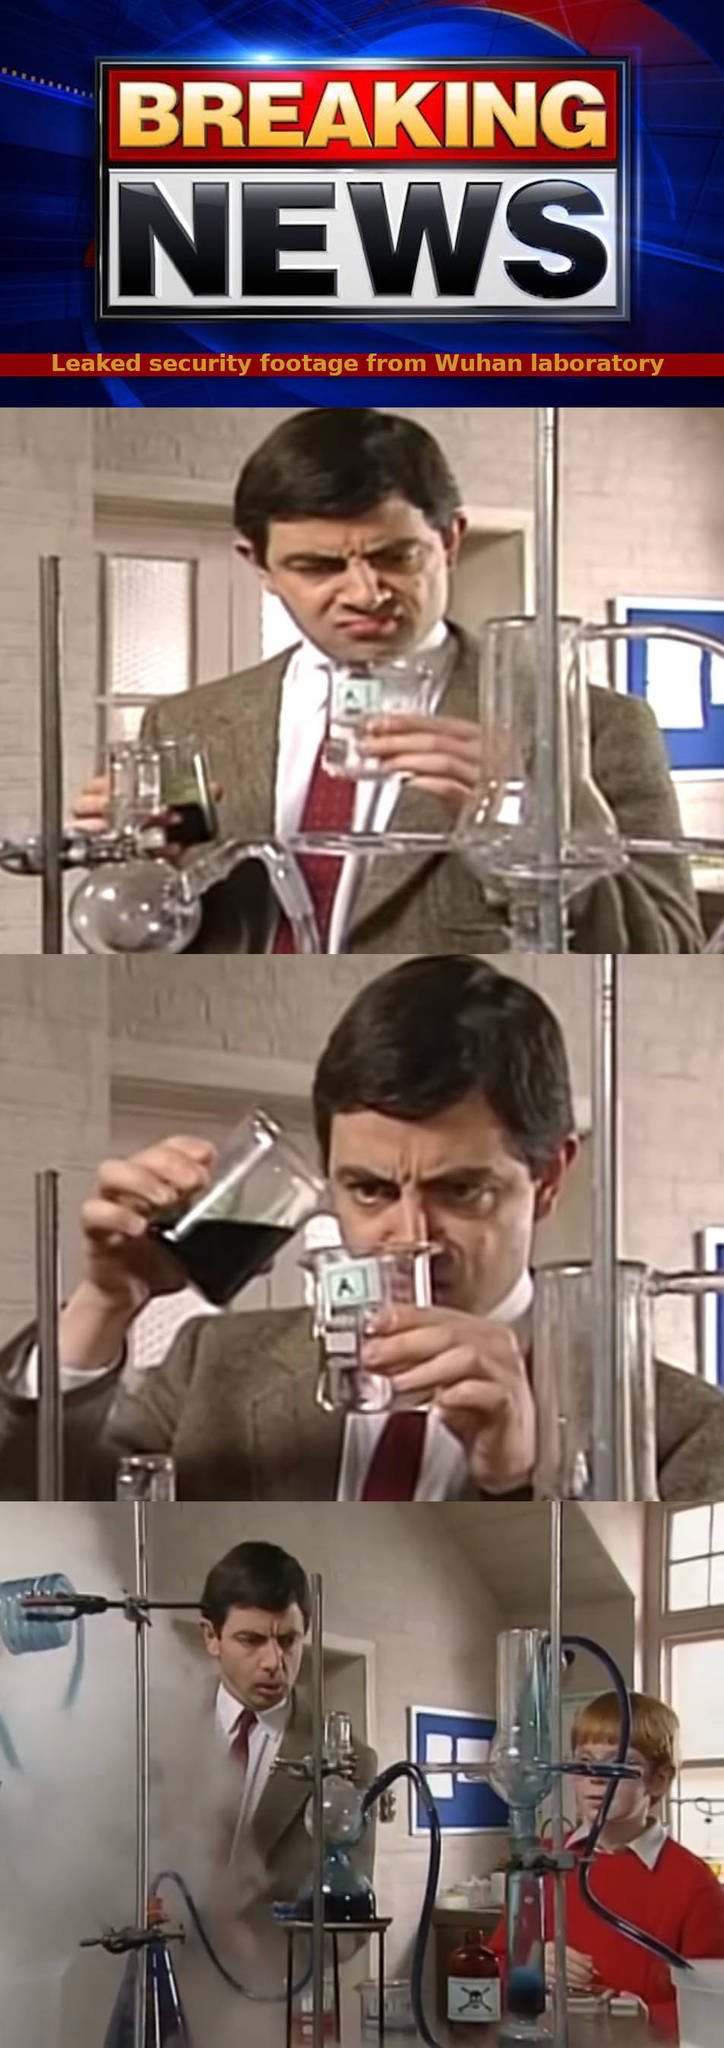 BREAKING
NEWS
Leaked security footage from Wuhan laboratory
A
A